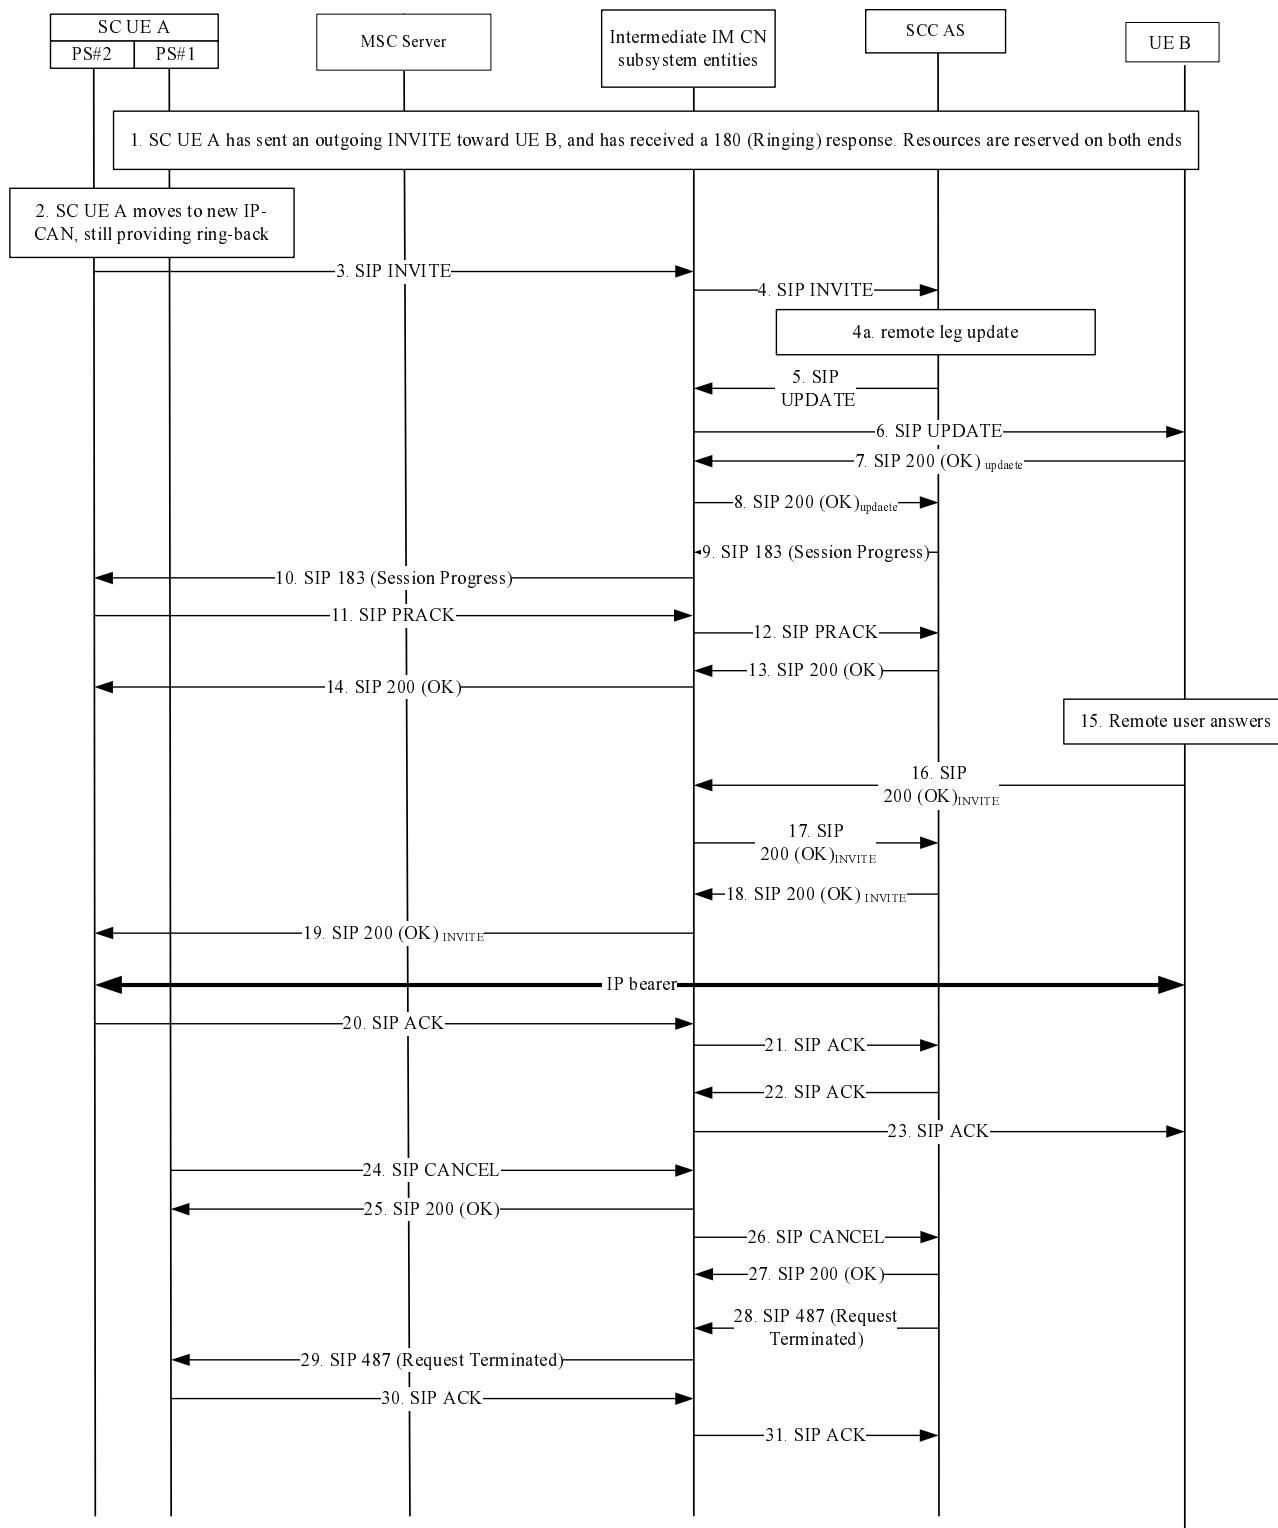 SC UE A
PS#2
PS#1
MSC Server
Intermediate IM CN
subsystem entities
SCC AS
UE B
1. SC UE A has sent an outgoing INVITE toward UE B, and has received a 180 (Ringing) response. Resources are reserved on both ends
2. SC UE A moves to new IP-
CAN, still providing ring-back
3. SIP INVITE
4. SIP INVITE
4a. remote leg update
5. SIP
UPDATE
6. SIP UPDATE
7. SIP 200 (OK) updaete
8. SIP 200 (OK)updaete
9. SIP 183 (Session Progress)
10. SIP 183 (Session Progress)
11. SIP PRACK
12. SIP PRACK
13. SIP 200 (OK)
14. SIP 200 (OK)
15. Remote user answers
16. SIP
200 (OK)INVITE
17. SIP
200 (OK)INVITE
18. SIP 200 (OK) INVITE
19. SIP 200 (OK) INVITE
IP bearer
20. SIP ACK
21. SIP ACK
22. SIP ACK
23. SIP ACK
24. SIP CANCEL
25. SIP 200 (OK)
26. SIP CANCEL
27. SIP 200 (OK)
28. SIP 487 (Request
Terminated)
29. SIP 487 (Request Terminated)
30. SIP ACK
31. SIP ACK